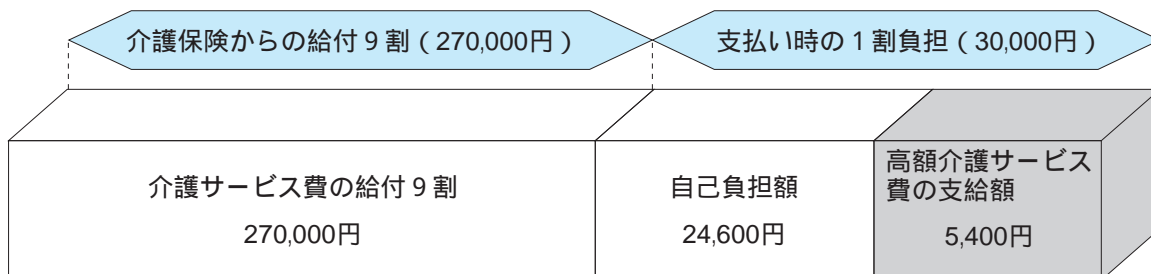 介護保険からの給付９割（270,000円）
支払い時の１割負担（30,000円）
介護サービス費の給付９割
270,000円
自己負担額
24,600円
高額介護サービス
費の支給額
5,400円